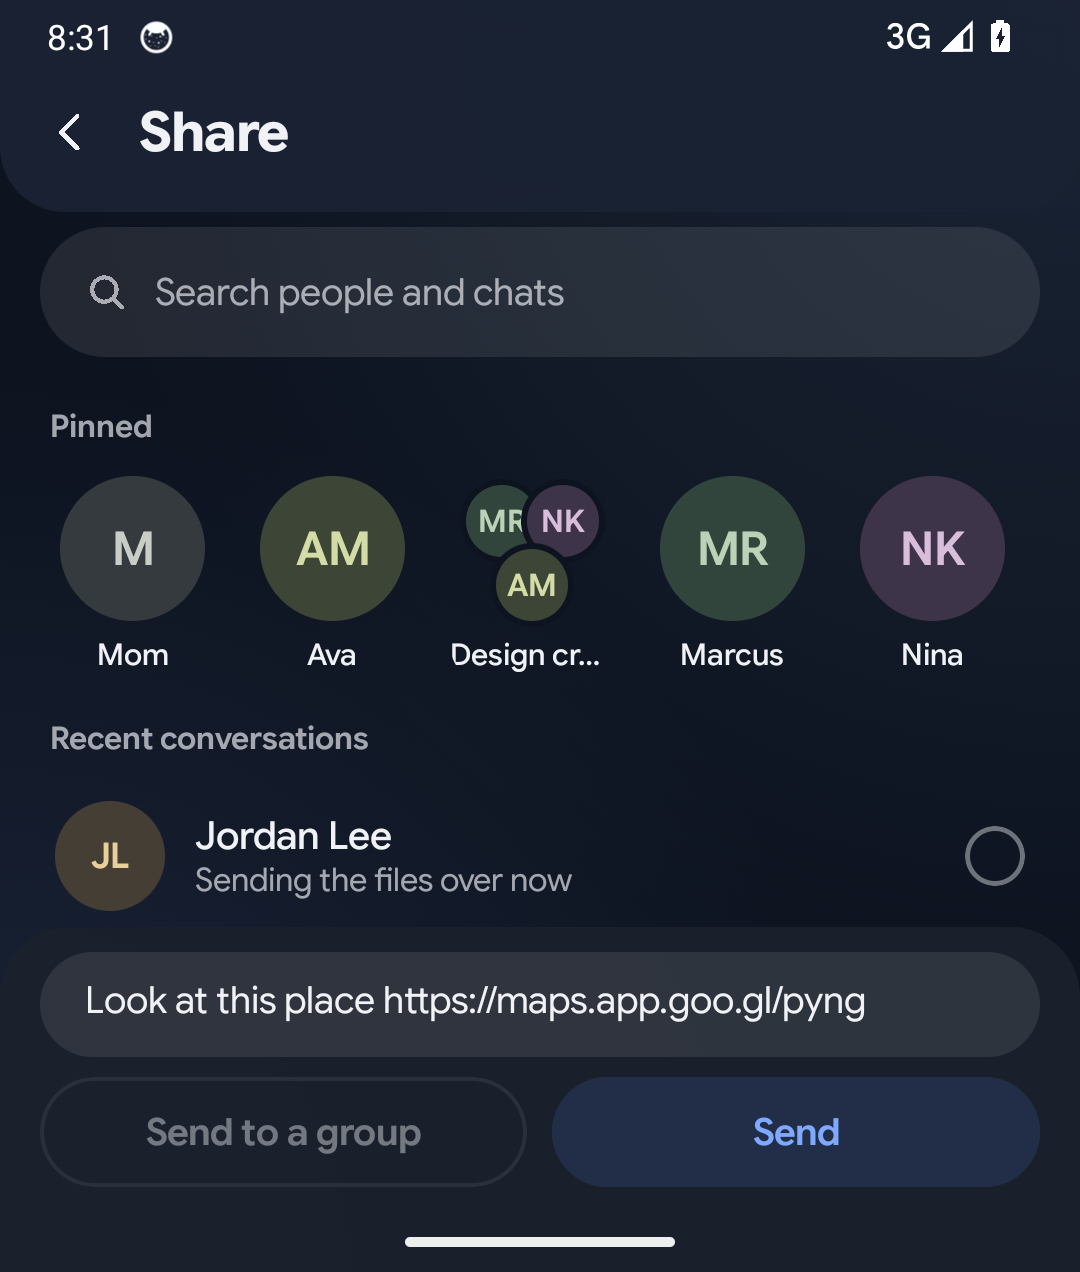 8:31
3G
Share
Search people and chats
Pinned
M
AM
MR NK
AM
MR
NK
Mom
Ava
Design cr...
Marcus
Nina
Recent conversations
JL
Jordan Lee
Sending the files over now
Look at this place https://maps.app.goo.gl/pyng
Send to a group
Send